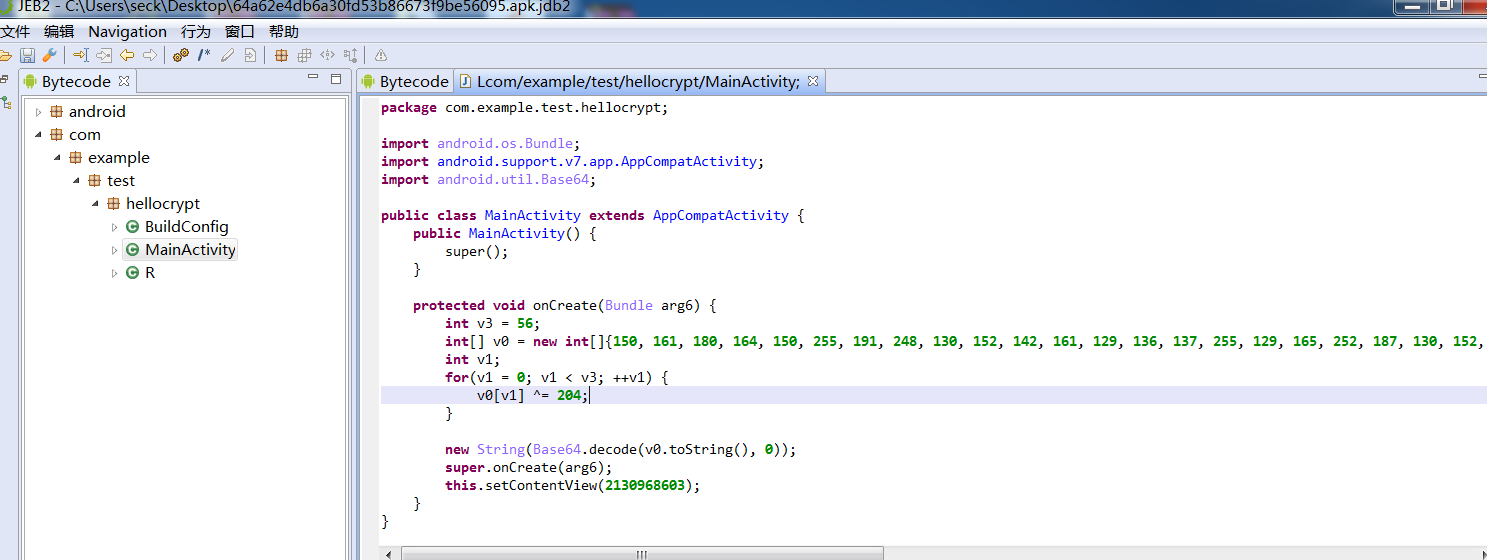 JEB2 - C:\Users\seck\Desktop\64a62e4db6a30fd53b86673f9be56095.apk.jdb2
文件 编辑 Navigation 行为 窗口 帮助
Bytecode
android
com
example
test
hellocrypt
BuildConfig
MainActivity
R
Bytecode Lcom/example/test/hellocrypt/MainActivity;
package com.example.test.hellocrypt;
import android.os.Bundle;
import android.support.v7.app.AppCompatActivity;
import android.util.Base64;
public class MainActivity extends AppCompatActivity {
public MainActivity() {
super();
}
protected void onCreate(Bundle arg6) {
int v3 = 56;
int[] v0 = new int[]{150, 161, 180, 164, 150, 255, 191, 248, 130, 152, 142, 161, 129, 136, 137, 255, 129, 165, 252, 187, 130, 152,
int v1;
for(v1 = 0; v1 < v3; ++v1) {
v0[v1] ^= 204;
}
new String(Base64.decode(v0.toString(), 0));
super.onCreate(arg6);
this.setContentView(2130968603);
}
}